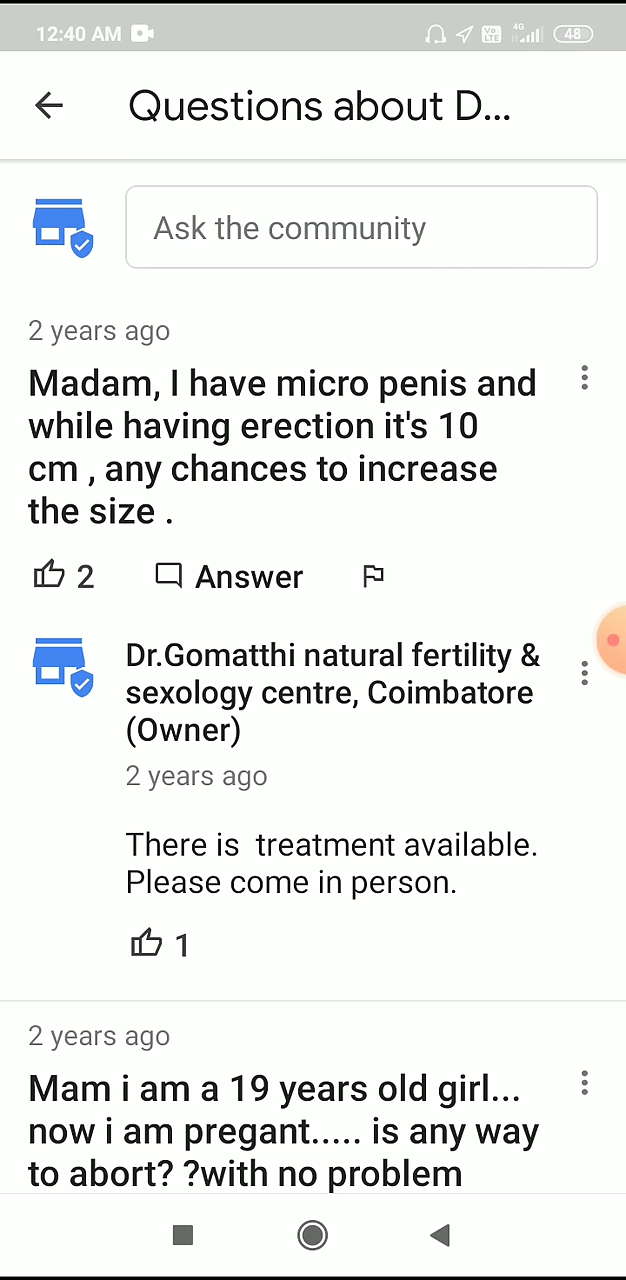 12:40 AM
4G
Vo
LTE
48
Questions about D...
Ask the community
2 years ago
Madam, I have micro penis and
while having erection it's 10
cm , any chances to increase
the size .
2
Answer
Dr.Gomatthi natural fertility &
sexology centre, Coimbatore
(Owner)
2 years ago
There is  treatment available.
Please come in person.
1
2 years ago
Mam i am a 19 years old girl...
now i am pregant..... is any way
to abort? ?with no problem